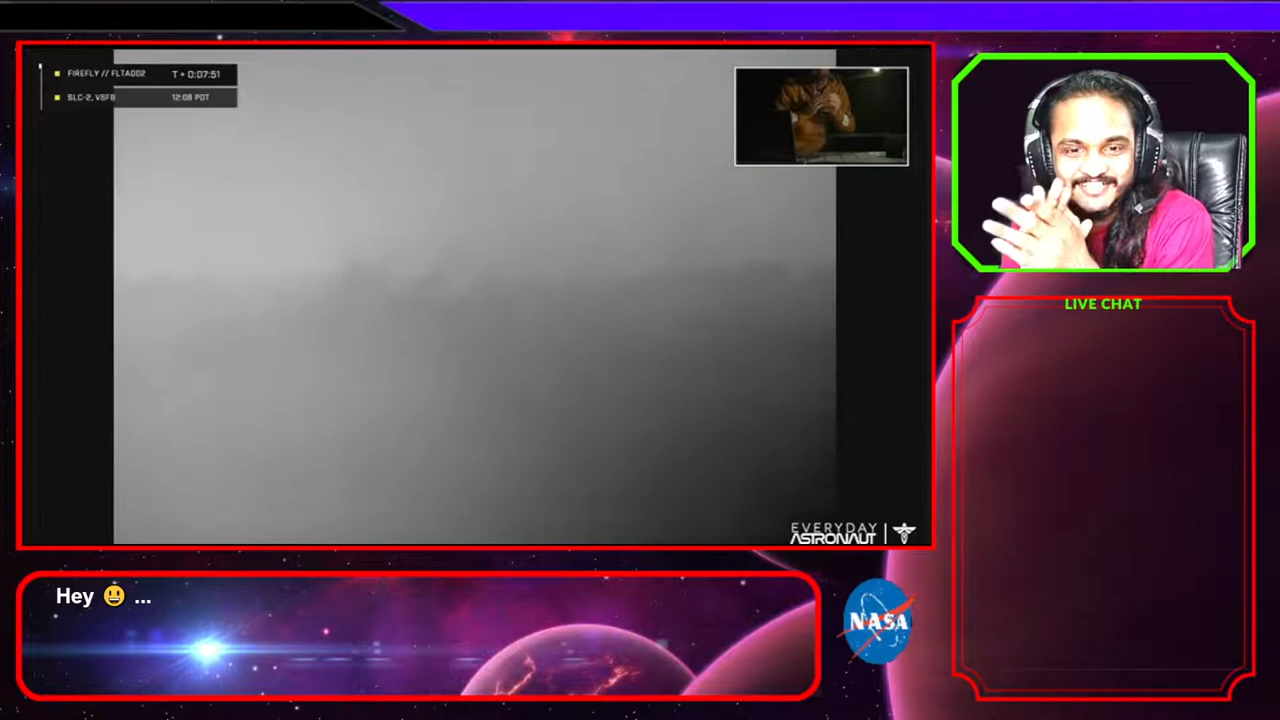 FIREFLY // FLTA002 T + 0:07:51
SLC-2, VSFB 12:08 PDT
EVERYDAY
ASTRONAUT
LIVE CHAT
Hey 😃 ...
NASA